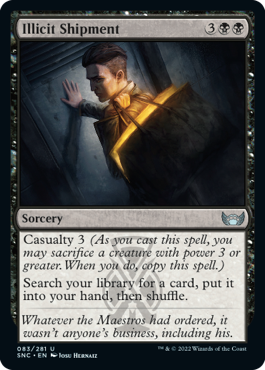 Illicit Shipment 3
Sorcery
Casualty 3 (As you cast this spell, you
may sacrifice a creature with power 3 or
greater. When you do, copy this spell.)
Search your library for a card, put it
into your hand, then shuffle.
Whatever the Maestros had ordered, it
wasn't anyone's business, including his.
083/281 U
SNC • EN Iosu Hernaiz
™ & © 2022 Wizards of the Coast